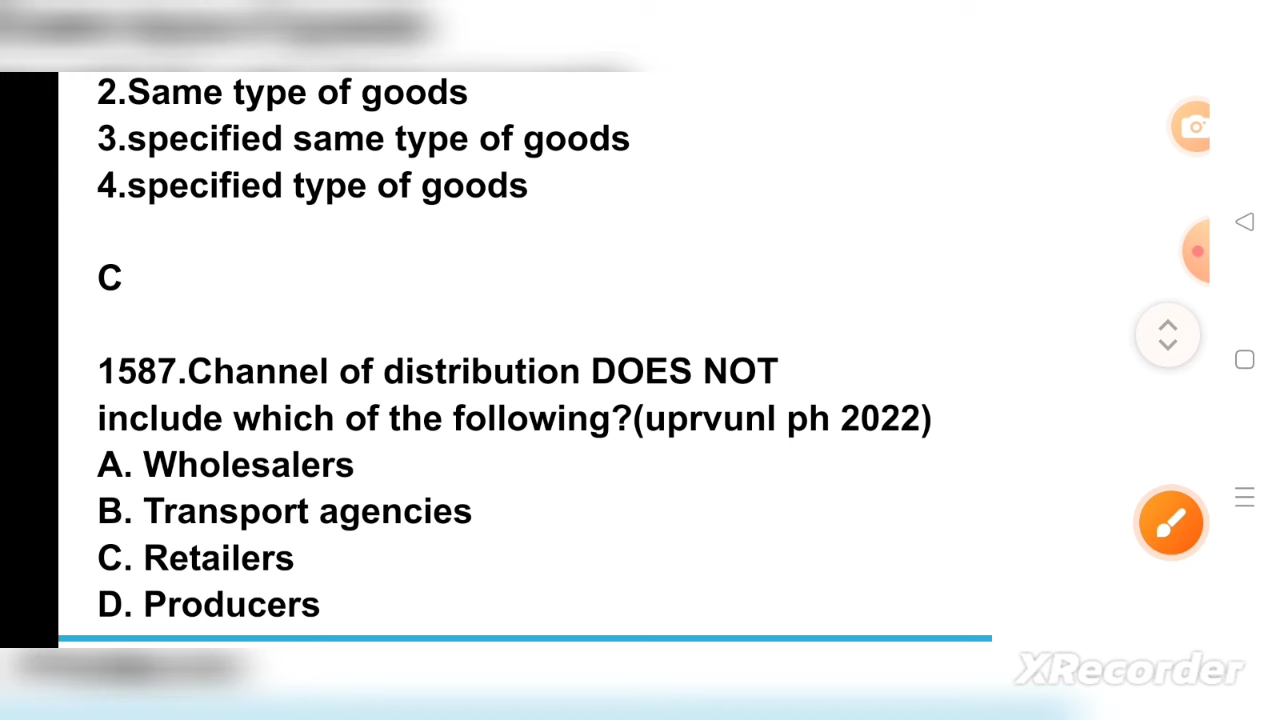 2.Same type of goods
3.specified same type of goods
4.specified type of goods
C
1587.Channel of distribution DOES NOT
include which of the following?(uprvunl ph 2022)
A. Wholesalers
B. Transport agencies
C. Retailers
D. Producers
XRecorder